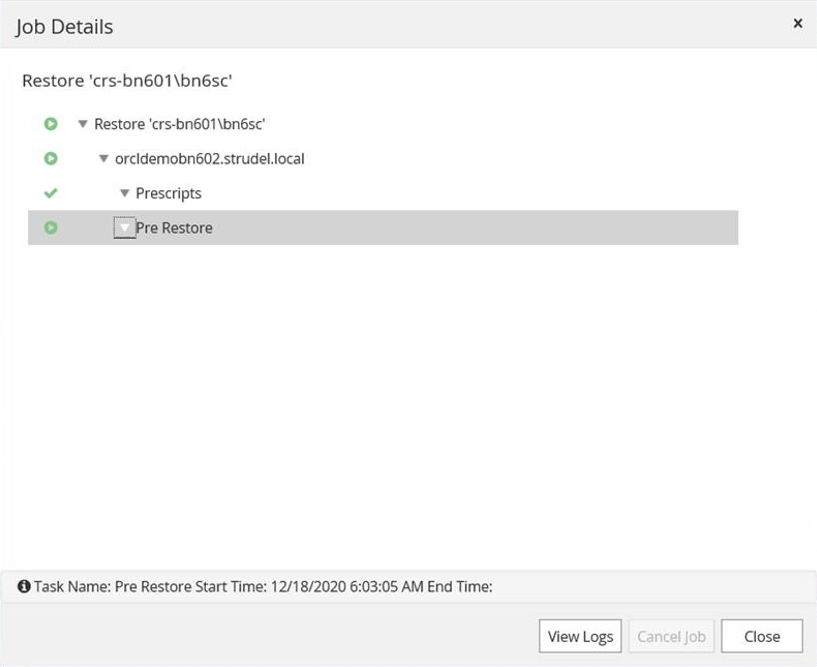 Job Details
Restore 'crs-bn601\bn6sc'
Restore 'crs-bn601\bn6sc'
orcldemobn602.strudel.local
Prescripts
Pre Restore
Task Name: Pre Restore Start Time: 12/18/2020 6:03:05 AM End Time:
View Logs Cancel Job Close